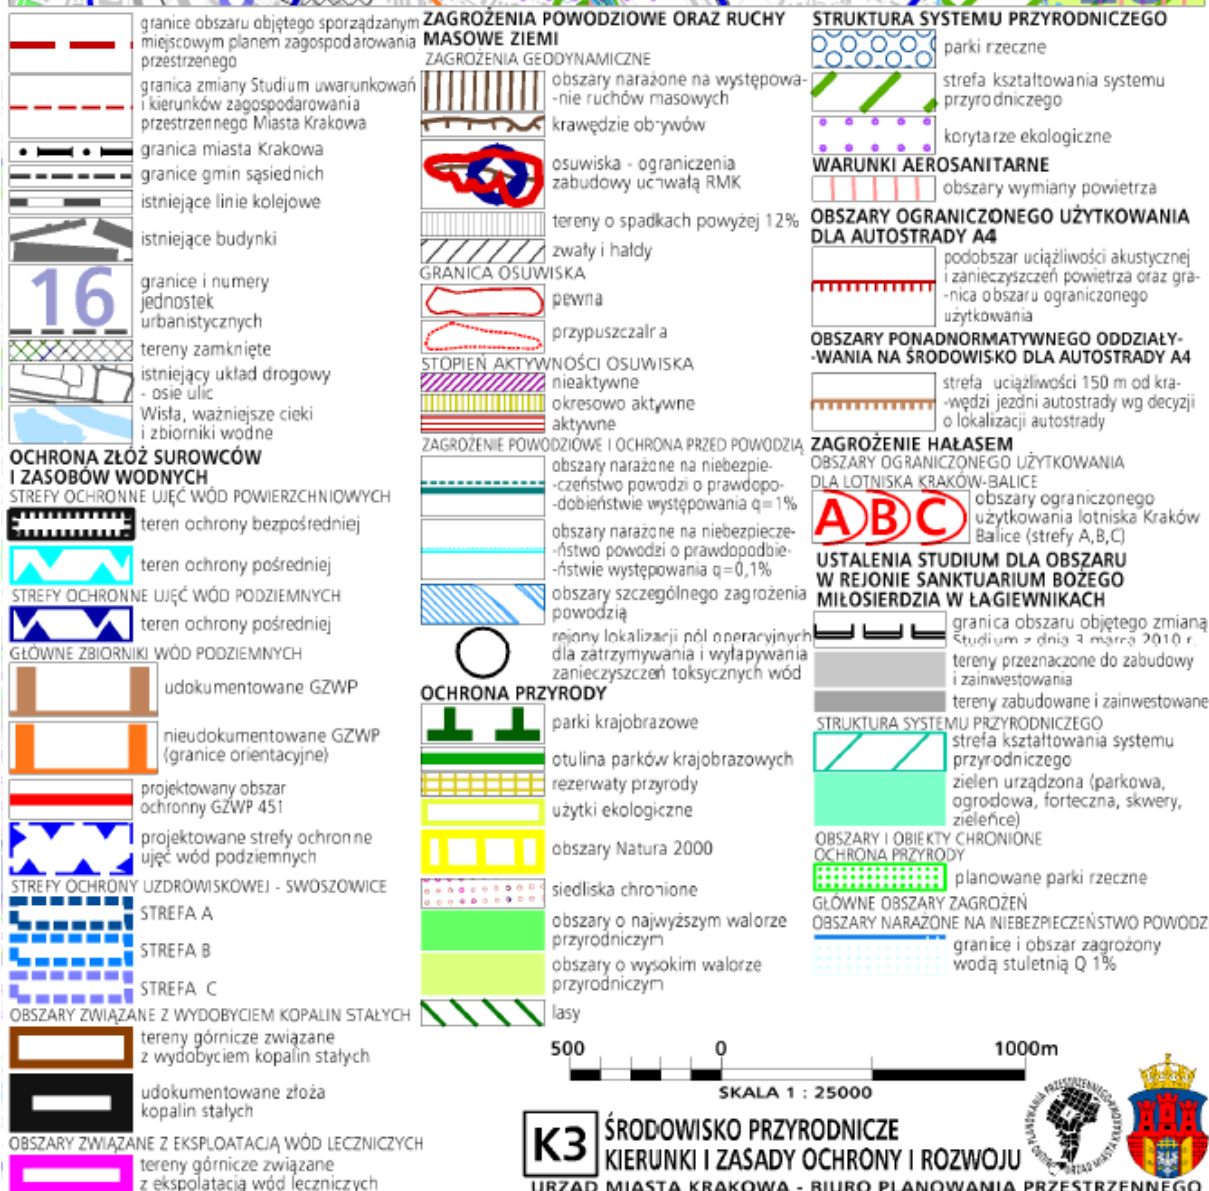 granice obszaru objętego sporządzanym
miejscowym planem zagospodarowania
przestrzenego
granica zmiany Studium uwarunkowań
i kierunków zagospodarowania
przestrzennego Miasta Krakowa
granica miasta Krakowa
granice gmin sąsiednich
istniejące linie kolejowe
istniejące budynki
16
granice i numery
jednostek
urbanistycznych
tereny zamknięte
istniejący układ drogowy
- osie ulic
Wisła, ważniejsze cieki
i zbiorniki wodne
OCHRONA ZŁÓŻ SUROWCÓW
I ZASOBÓW WODNYCH
STREFY OCHRONNE UJĘĆ WÓD POWIERZCHNIOWYCH
teren ochrony bezpośredniej
teren ochrony pośredniej
STREFY OCHRONNE UJĘĆ WÓD PODZIEMNYCH
teren ochrony pośredniej
GŁÓWNE ZBIORNIKI WÓD PODZIEMNYCH
udokumentowane GZWP
nieudokumentowane GZWP
(granice orientacyjne)
projektowany obszar
ochronny GZWP 451
projektowane strefy ochronne
ujęć wód podziemnych
STREFY OCHRONY UZDROWISKOWEJ - SWOSZOWICE
STREFA A
STREFA B
STREFA C
OBSZARY ZWIĄZANE Z WYDOBYCIEM KOPALIN STAŁYCH
tereny górnicze związane
z wydobyciem kopalin stałych
udokumentowane złoża
kopalin stałych
OBSZARY ZWIĄZANE Z EKSPLOATACJĄ WÓD LECZNICZYCH
tereny górnicze związane
z ekspolatacją wód leczniczych
ZAGROŻENIA POWODZIOWE ORAZ RUCHY
MASOWE ZIEMI
ZAGROŻENIA GEODYNAMICZNE
obszary narażone na występowa-
-nie ruchów masowych
krawędzie obrywów
osuwiska - ograniczenia
zabudowy uchwałą RMK
tereny o spadkach powyżej 12%
zwały i hałdy
GRANICA OSUWISKA
pewna
przypuszczalna
STOPIEŃ AKTYWNOŚCI OSUWISKA
nieaktywne
okresowo aktywne
aktywne
ZAGROŻENIE POWODZIOWE I OCHRONA PRZED POWODZIĄ
obszary narażone na niebezpie-
-czeństwo powodzi o prawdopo-
-dobieństwie występowania q=1%
obszary narażone na niebezpiecze-
-ństwo powodzi o prawdopodbie-
-ństwie występowania q=0,1%
obszary szczególnego zagrożenia
powodzią
rejony lokalizacji pól operacyjnych
dla zatrzymywania i wyłapywania
zanieczyszczeń toksycznych wód
OCHRONA PRZYRODY
parki krajobrazowe
otulina parków krajobrazowych
rezerwaty przyrody
użytki ekologiczne
obszary Natura 2000
siedliska chronione
obszary o najwyższym walorze
przyrodniczym
obszary o wysokim walorze
przyrodniczym
lasy
STRUKTURA SYSTEMU PRZYRODNICZEGO
parki rzeczne
strefa kształtowania systemu
przyrodniczego
korytarze ekologiczne
WARUNKI AEROSANITARNE
obszary wymiany powietrza
OBSZARY OGRANICZONEGO UŻYTKOWANIA
DLA AUTOSTRADY A4
podobszar uciążliwości akustycznej
i zanieczyszczeń powietrza oraz gra-
-nica obszaru ograniczonego
użytkowania
OBSZARY PONADNORMATYWNEGO ODDZIAŁY-
-WANIA NA ŚRODOWISKO DLA AUTOSTRADY A4
strefa uciążliwości 150 m od kra-
-wędzi jezdni autostrady wg decyzji
o lokalizacji autostrady
ZAGROŻENIE HAŁASEM
OBSZARY OGRANICZONEGO UŻYTKOWANIA
DLA LOTNISKA KRAKÓW-BALICE
ABC
obszary ograniczonego
użytkowania lotniska Kraków
Balice (strefy A,B,C)
USTALENIA STUDIUM DLA OBSZARU
W REJONIE SANKTUARIUM BOŻEGO
MIŁOSIERDZIA W ŁAGIEWNIKACH
granica obszaru objętego zmianą
Studium z dnia 3 marca 2010 r.
tereny przeznaczone do zabudowy
i zainwestowania
tereny zabudowane i zainwestowane
STRUKTURA SYSTEMU PRZYRODNICZEGO
strefa kształtowania systemu
przyrodniczego
zielen urządzona (parkowa,
ogrodowa, forteczna, skwery,
zieleńce)
OBSZARY I OBIEKTY CHRONIONE
OCHRONA PRZYRODY
planowane parki rzeczne
GŁÓWNE OBSZARY ZAGROŻEŃ
OBSZARY NARAŻONE NA NIEBEZPIECZEŃSTWO POWODZ
granice i obszar zagrożony
wodą stuletnią Q 1%
500 0 1000m
SKALA 1 : 25000
K3
ŚRODOWISKO PRZYRODNICZE
KIERUNKI I ZASADY OCHRONY I ROZWOJU
URZĄD MIASTA KRAKOWA - BIURO PLANOWANIA PRZESTRZENNEGO